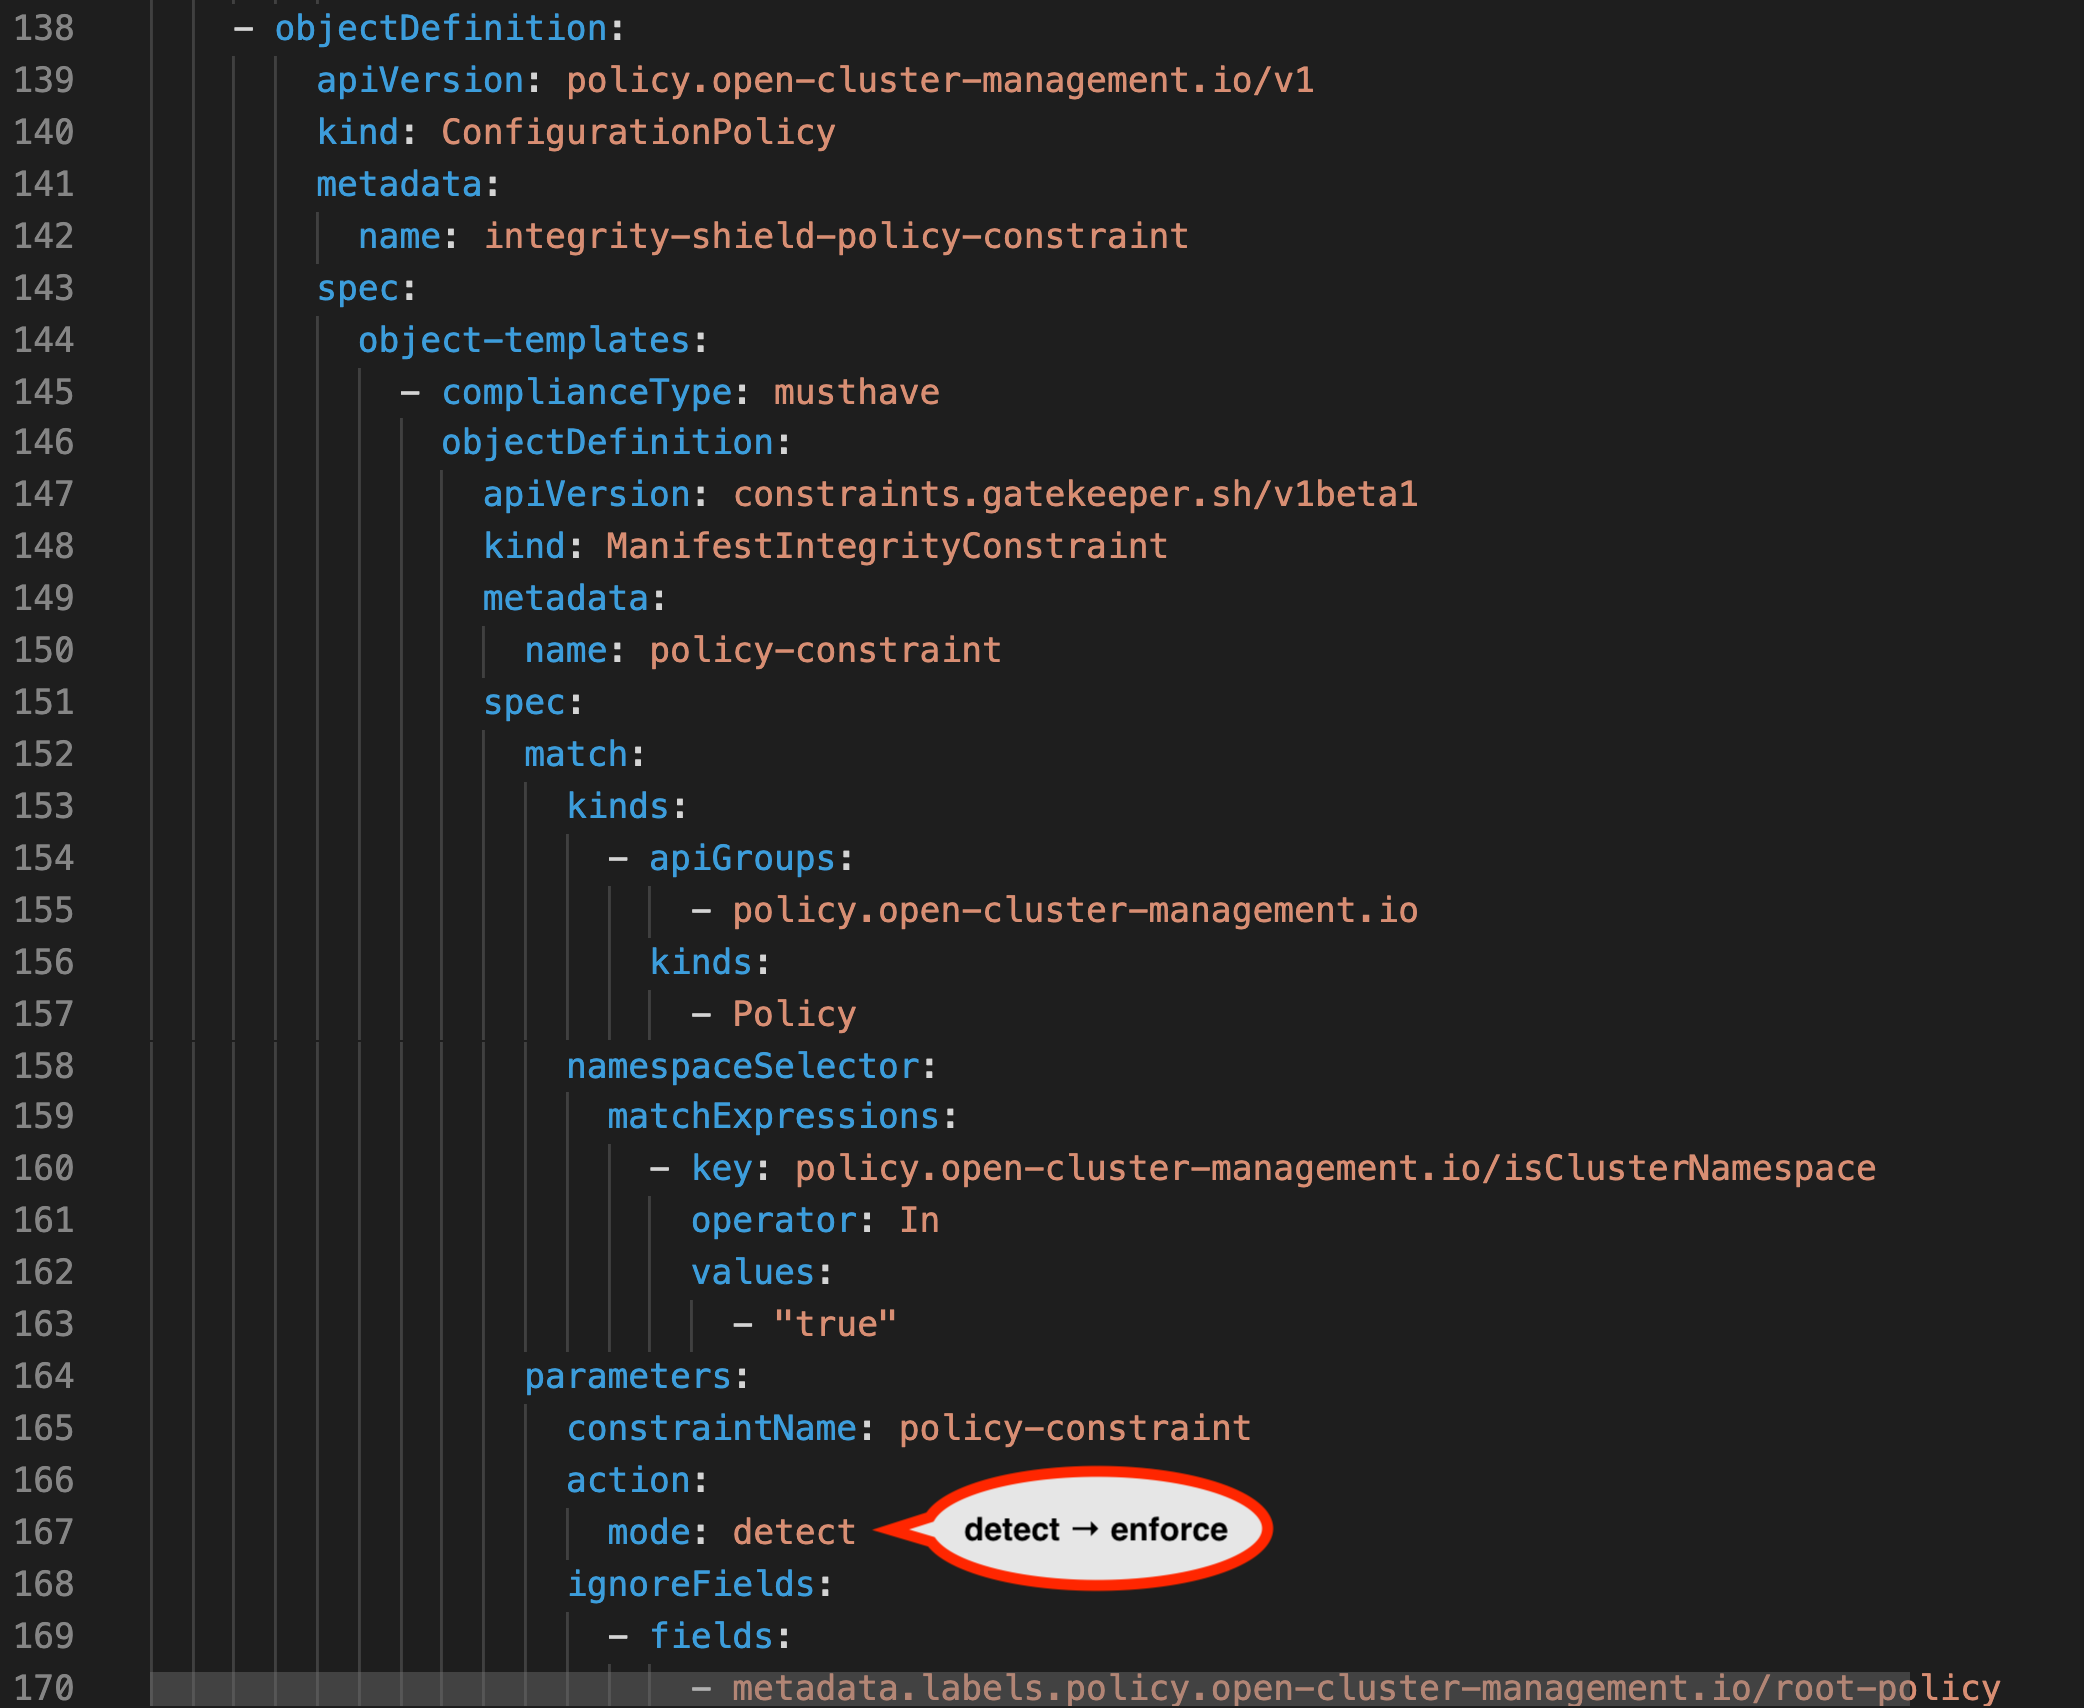 138 - objectDefinition:
139 apiVersion: policy.open-cluster-management.io/v1
140 kind: ConfigurationPolicy
141 metadata:
142 name: integrity-shield-policy-constraint
143 spec:
144 object-templates:
145 - complianceType: musthave
146 objectDefinition:
147 apiVersion: constraints.gatekeeper.sh/v1beta1
148 kind: ManifestIntegrityConstraint
149 metadata:
150 name: policy-constraint
151 spec:
152 match:
153 kinds:
154 - apiGroups:
155 - policy.open-cluster-management.io
156 kinds:
157 - Policy
158 namespaceSelector:
159 matchExpressions:
160 - key: policy.open-cluster-management.io/isClusterNamespace
161 operator: In
162 values:
163 - "true"
164 parameters:
165 constraintName: policy-constraint
166 action:
167 mode: detect detect → enforce
168 ignoreFields:
169 - fields:
170 - metadata.labels.policy.open-cluster-management.io/root-policy